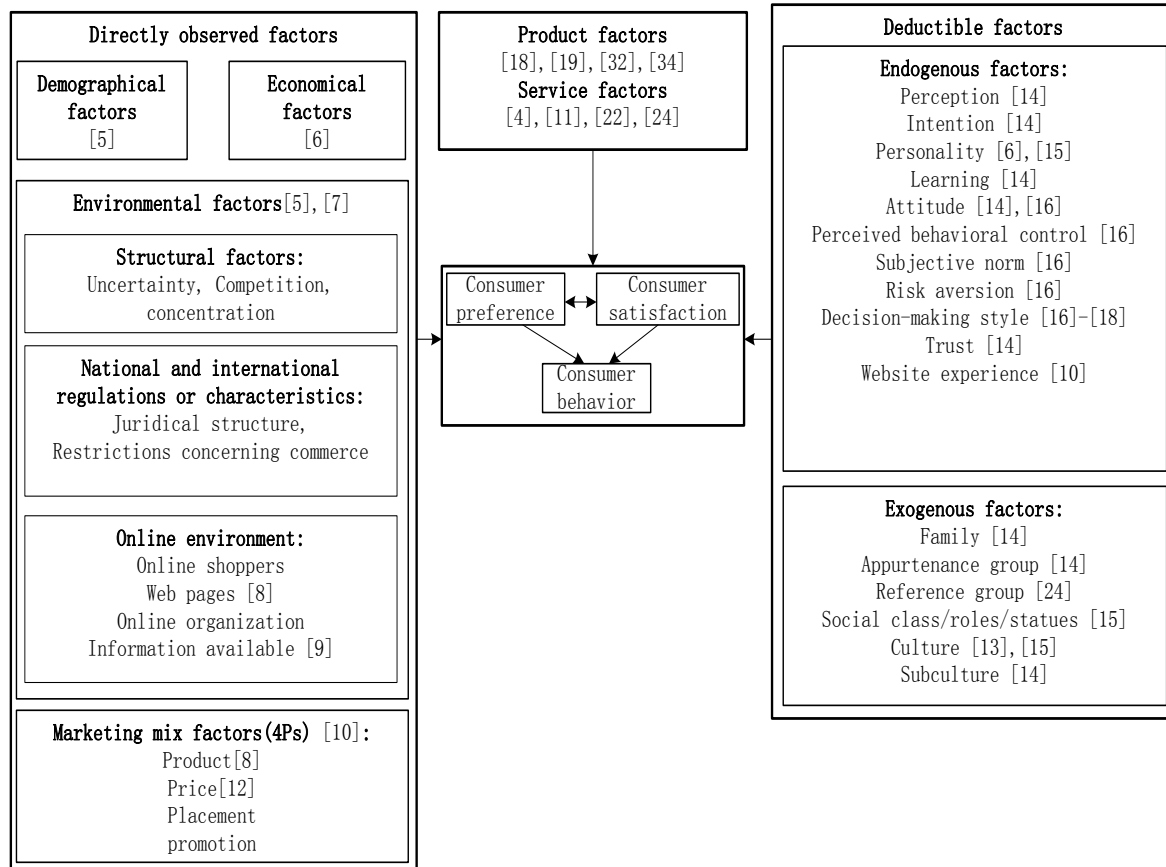 Directly observed factors
Demographical
factors
[5]
Economical
factors
[6]
Environmental factors[5],[7]
Structural factors:
Uncertainty, Competition,
concentration
National and international
regulations or characteristics:
Juridical structure,
Restrictions concerning commerce
Online environment:
Online shoppers
Web pages [8]
Online organization
Information available [9]
Marketing mix factors(4Ps) [10]:
Product[8]
Price[12]
Placement
promotion
Product factors
[18],[19],[32],[34]
Service factors
[4],[11],[22],[24]
Consumer
preference
Consumer
satisfaction
Consumer
behavior
Deductible factors
Endogenous factors:
Perception [14]
Intention [14]
Personality [6],[15]
Learning [14]
Attitude [14],[16]
Perceived behavioral control [16]
Subjective norm [16]
Risk aversion [16]
Decision-making style [16]-[18]
Trust [14]
Website experience [10]
Exogenous factors:
Family [14]
Appurtenance group [14]
Reference group [24]
Social class/roles/statues [15]
Culture [13],[15]
Subculture [14]